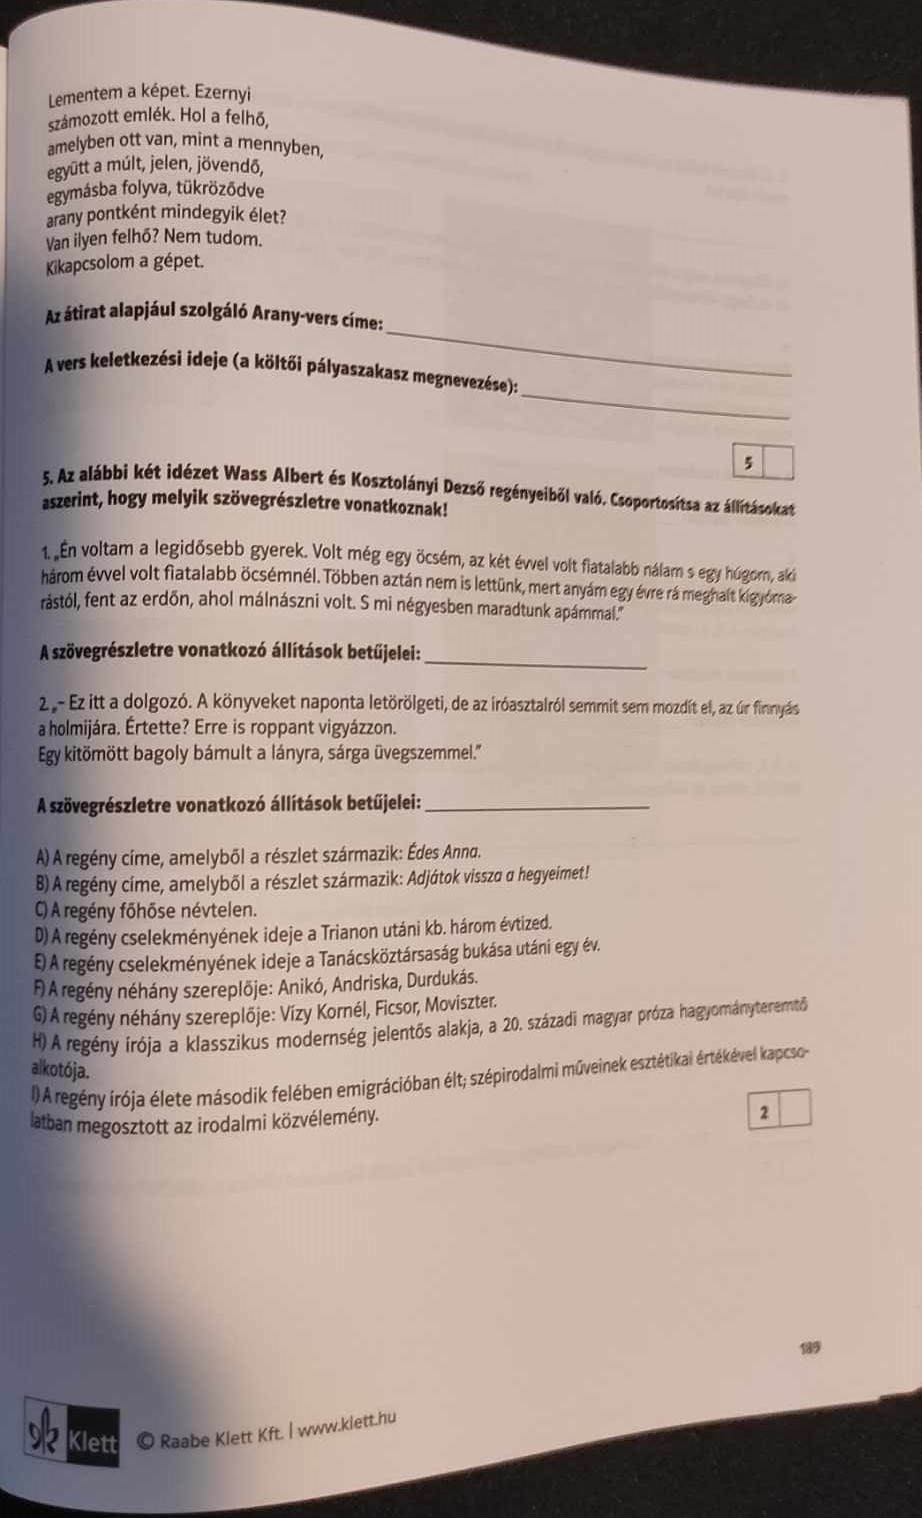 Lementem a képet. Ezernyi
számozott emlék. Hol a felhő,
amelyben ott van, mint a mennyben,
együtt a múlt, jelen, jövendő,
egymásba folyva, tükröződve
arany pontként mindegyik élet?
Van ilyen felhő? Nem tudom.
Kikapcsolom a gépet.
Az átirat alapjául szolgáló Arany-vers címe:
A vers keletkezési ideje (a költői pályaszakasz megnevezése):
5
5. Az alábbi két idézet Wass Albert és Kosztolányi Dezső regényeiből való. Csoportosítsa az állításokat
aszerint, hogy melyik szövegrészletre vonatkoznak!
1. „Én voltam a legidősebb gyerek. Volt még egy öcsém, az két évvel volt fiatalabb nálam s egy húgom, aki
három évvel volt fiatalabb öcsémnél. Többen aztán nem is lettünk, mert anyám egy évre rá meghalt kígyóma-
rástól, fent az erdőn, ahol málnászni volt. S mi négyesben maradtunk apámmal.”
A szövegrészletre vonatkozó állítások betűjelei:
2. „– Ez itt a dolgozó. A könyveket naponta letörölgeti, de az íróasztalról semmit sem mozdít el, az úr finnyás
a holmijára. Értette? Erre is roppant vigyázzon.
Egy kitömött bagoly bámult a lányra, sárga üvegszemmel.”
A szövegrészletre vonatkozó állítások betűjelei:
A) A regény címe, amelyből a részlet származik: Édes Anna.
B) A regény címe, amelyből a részlet származik: Adjátok vissza a hegyeimet!
C) A regény főhőse névtelen.
D) A regény cselekményének ideje a Trianon utáni kb. három évtized.
E) A regény cselekményének ideje a Tanácsköztársaság bukása utáni egy év.
F) A regény néhány szereplője: Anikó, Andriska, Durdukás.
G) A regény néhány szereplője: Vízy Kornél, Ficsor, Moviszter.
H) A regény írója a klasszikus modernség jelentős alakja, a 20. századi magyar próza hagyományteremtő
alkotója.
I) A regény írója élete második felében emigrációban élt; szépirodalmi műveinek esztétikai értékével kapcso-
latban megosztott az irodalmi közvélemény.
2
189
Klett © Raabe Klett Kft. | www.klett.hu